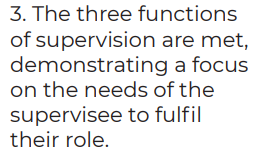 3. The three functions
of supervision are met,
demonstrating a focus
on the needs of the
supervisee to fulfil
their role.